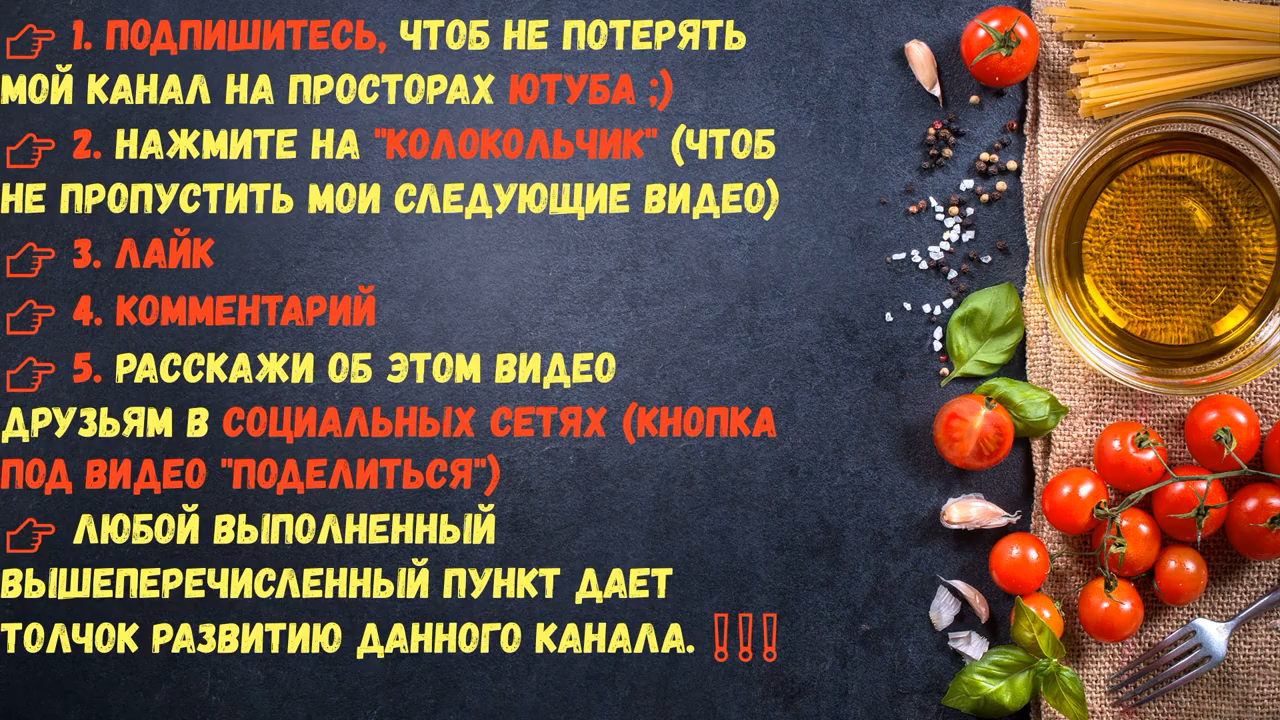 👉 1. ПОДПИШИТЕСЬ, ЧТОБ НЕ ПОТЕРЯТЬ
МОЙ КАНАЛ НА ПРОСТОРАХ ЮТУБА ;)
👉 2. НАЖМИТЕ НА "КОЛОКОЛЬЧИК" (ЧТОБ
НЕ ПРОПУСТИТЬ МОИ СЛЕДУЮЩИЕ ВИДЕО)
👉 3. ЛАЙК
👉 4. КОММЕНТАРИЙ
👉 5. РАССКАЖИ ОБ ЭТОМ ВИДЕО
ДРУЗЬЯМ В СОЦИАЛЬНЫХ СЕТЯХ (КНОПКА
ПОД ВИДЕО "ПОДЕЛИТЬСЯ")
👉 ЛЮБОЙ ВЫПОЛНЕННЫЙ
ВЫШЕПЕРЕЧИСЛЕННЫЙ ПУНКТ ДАЕТ
ТОЛЧОК РАЗВИТИЮ ДАННОГО КАНАЛА. ❗❗❗